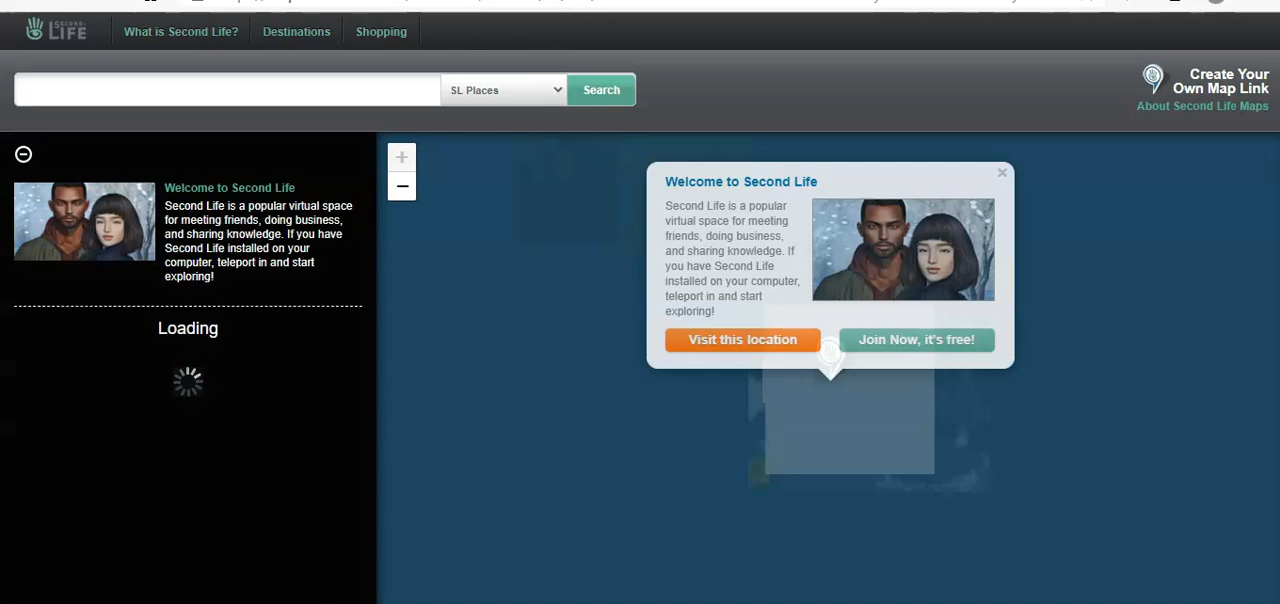 SECOND
LIFE
What is Second Life?
Destinations
Shopping
SL Places
Search
Create Your
Own Map Link
About Second Life Maps
Welcome to Second Life
Second Life is a popular virtual space
for meeting friends, doing business,
and sharing knowledge. If you have
Second Life installed on your
computer, teleport in and start
exploring!
Loading
+
−
Welcome to Second Life
Second Life is a popular
virtual space for meeting
friends, doing business,
and sharing knowledge. If
you have Second Life
installed on your computer,
teleport in and start
exploring!
Visit this location
Join Now, it's free!